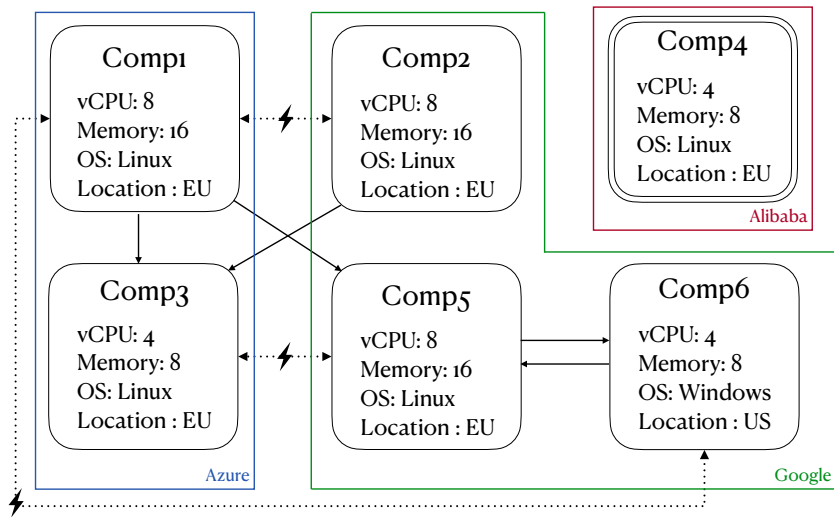 Comp1
vCPU: 8
Memory: 16
OS: Linux
Location : EU
Comp2
vCPU: 8
Memory: 16
OS: Linux
Location : EU
Comp4
vCPU: 4
Memory: 8
OS: Linux
Location : EU
Alibaba
Comp3
vCPU: 4
Memory: 8
OS: Linux
Location : EU
Azure
Comp5
vCPU: 8
Memory: 16
OS: Linux
Location : EU
Comp6
vCPU: 4
Memory: 8
OS: Windows
Location : US
Google